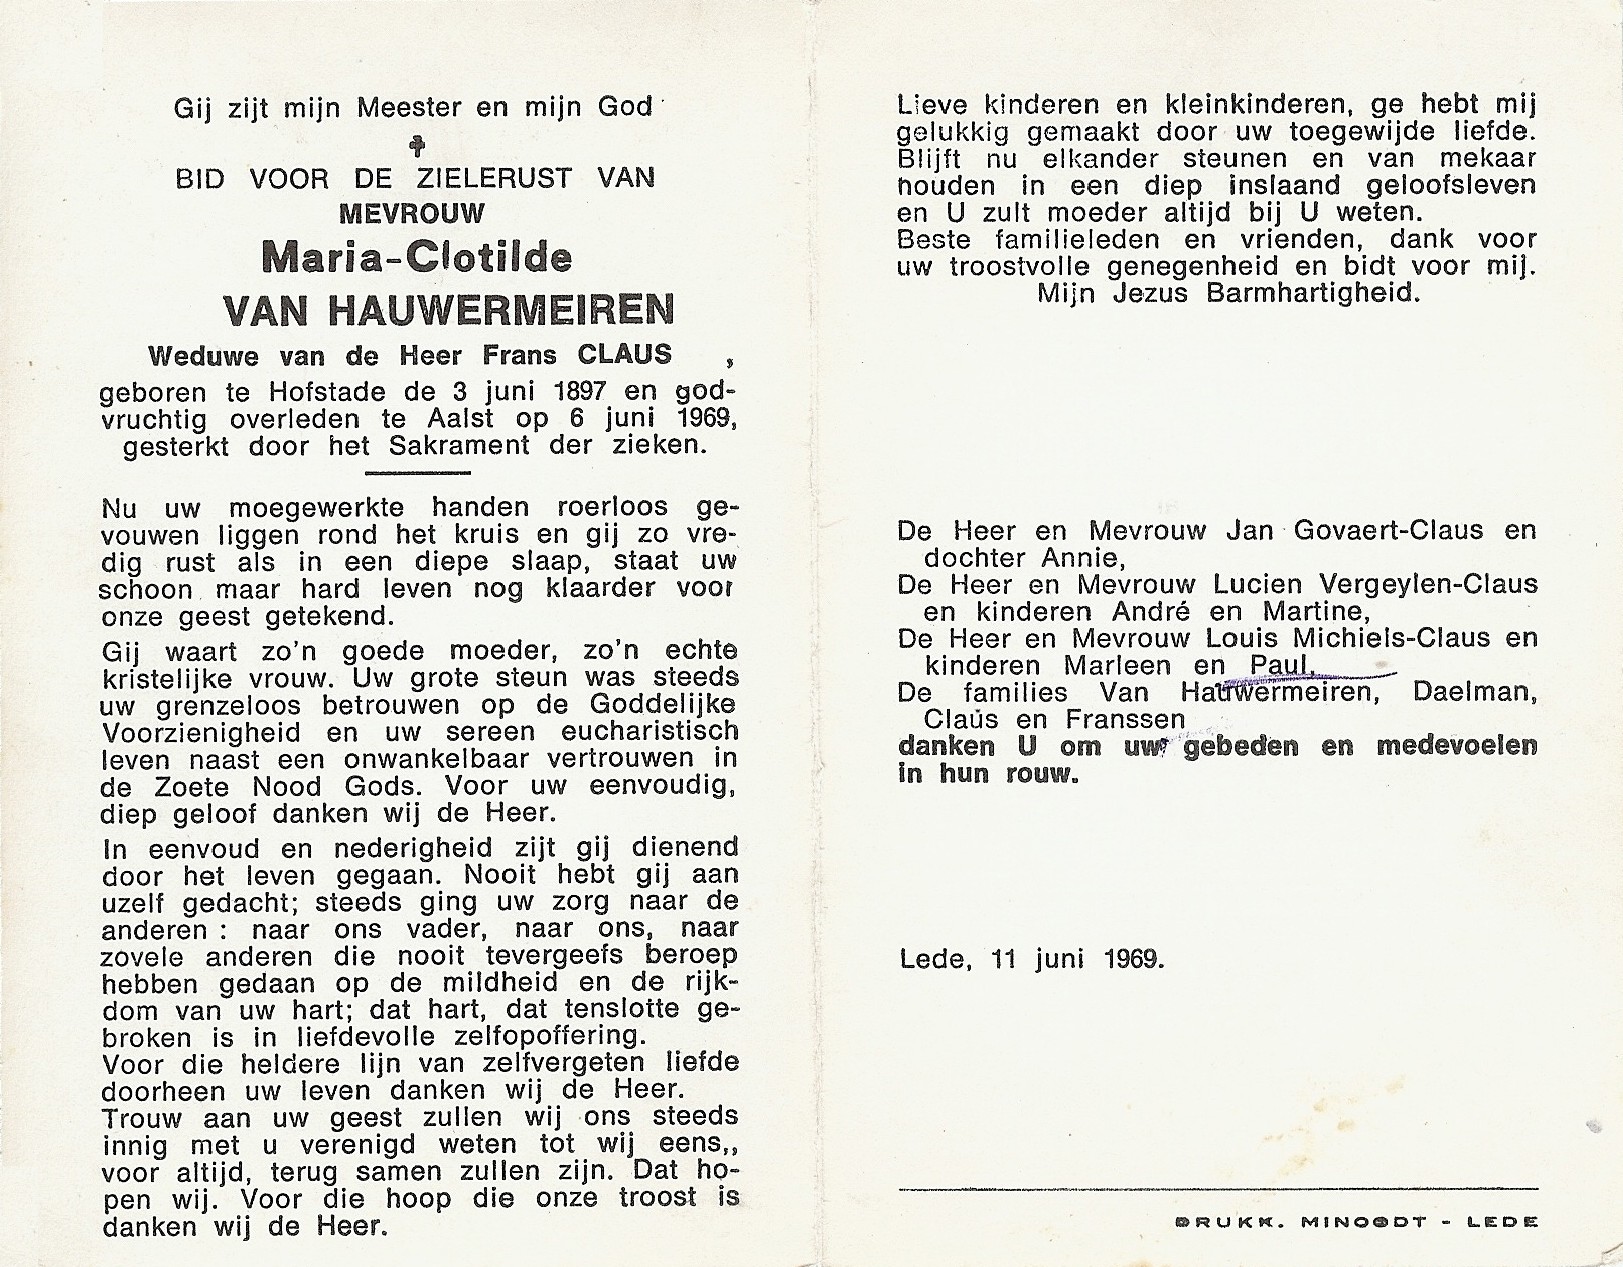 Gij zijt mijn Meester en mijn God
BID VOOR DE ZIELERUST VAN
MEVROUW
Maria-Clotilde
VAN HAUWERMEIREN
Weduwe van de Heer Frans CLAUS ,
geboren te Hofstade de 3 juni 1897 en god-
vruchtig overleden te Aalst op 6 juni 1969,
gesterkt door het Sakrament der zieken.
Nu uw moegewerkte handen roerloos ge-
vouwen liggen rond het kruis en gij zo vre-
dig rust als in een diepe slaap, staat uw
schoon maar hard leven nog klaarder voor
onze geest getekend.
Gij waart zo'n goede moeder, zo'n echte
kristelijke vrouw. Uw grote steun was steeds
uw grenzeloos betrouwen op de Goddelijke
Voorzienigheid en uw sereen eucharistisch
leven naast een onwankelbaar vertrouwen in
de Zoete Nood Gods. Voor uw eenvoudig,
diep geloof danken wij de Heer.
In eenvoud en nederigheid zijt gij dienend
door het leven gegaan. Nooit hebt gij aan
uzelf gedacht; steeds ging uw zorg naar de
anderen : naar ons vader, naar ons, naar
zovele anderen die nooit tevergeefs beroep
hebben gedaan op de mildheid en de rijk-
dom van uw hart; dat hart, dat tenslotte ge-
broken is in liefdevolle zelfopoffering.
Voor die heldere lijn van zelfvergeten liefde
doorheen uw leven danken wij de Heer.
Trouw aan uw geest zullen wij ons steeds
innig met u verenigd weten tot wij eens,,
voor altijd, terug samen zullen zijn. Dat ho-
pen wij. Voor die hoop die onze troost is
danken wij de Heer.
Lieve kinderen en kleinkinderen, ge hebt mij
gelukkig gemaakt door uw toegewijde liefde.
Blijft nu elkander steunen en van mekaar
houden in een diep inslaand geloofsleven
en U zult moeder altijd bij U weten.
Beste familieleden en vrienden, dank voor
uw troostvolle genegenheid en bidt voor mij.
Mijn Jezus Barmhartigheid.
De Heer en Mevrouw Jan Govaert-Claus en
dochter Annie,
De Heer en Mevrouw Lucien Vergeylen-Claus
en kinderen André en Martine,
De Heer en Mevrouw Louis Michiels-Claus en
kinderen Marleen en Paul,
De families Van Hauwermeiren, Daelman,
Claus en Franssen
danken U om uw gebeden en medevoelen
in hun rouw.
Lede, 11 juni 1969.
DRUKK. MINOODT - LEDE